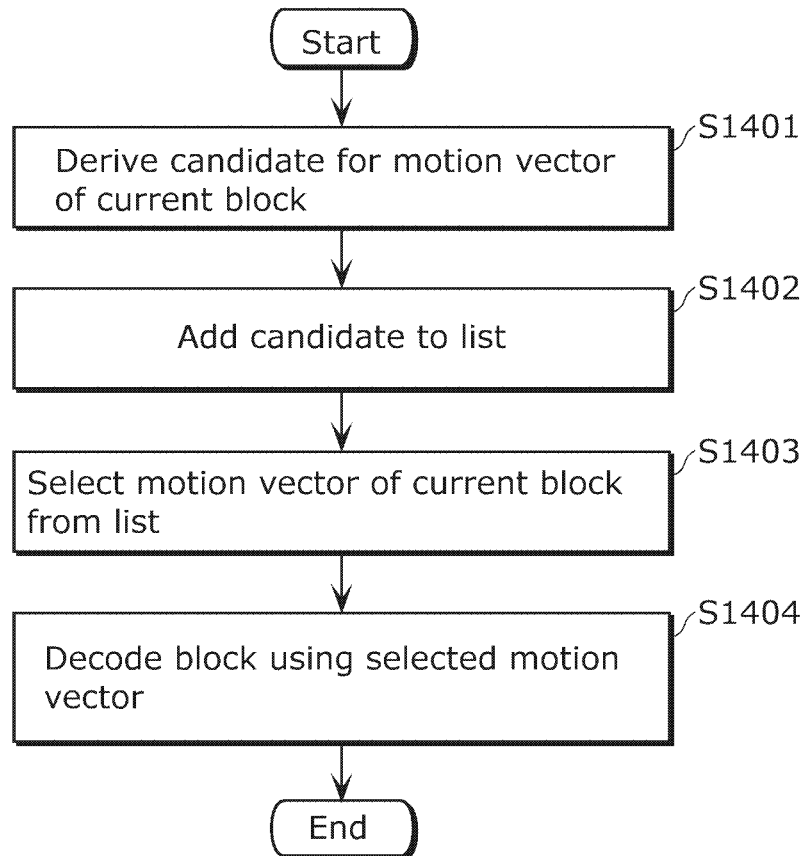 Start
S1401
Derive candidate for motion vector
of current block
S1402
Add candidate to list
S1403
Select motion vector of current block
from list
S1404
Decode block using selected motion
vector
End